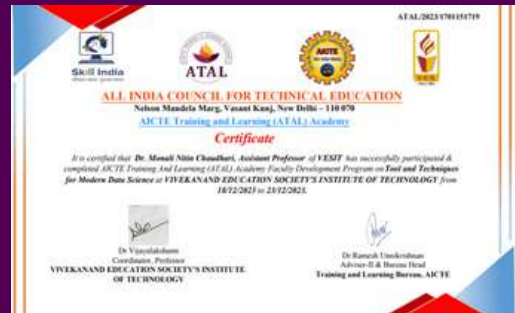 ATAL/2023/1701151719
Skill India
ATAL
AICTE
ALL INDIA COUNCIL FOR TECHNICAL EDUCATION
Nelson Mandela Marg, Vasant Kunj, New Delhi – 110 070
AICTE Training and Learning (ATAL) Academy
Certificate
It is certified that Dr. Monali Nitin Chaudhari, Assistant Professor of VESIT has successfully participated &
completed AICTE Training And Learning (ATAL) Academy Faculty Development Program on Tool and Techniques
for Modern Data Science at VIVEKANAND EDUCATION SOCIETY'S INSTITUTE OF TECHNOLOGY from
18/12/2023 to 23/12/2023.
Dr Vijayalakshami
Coordinator, Professor
VIVEKANAND EDUCATION SOCIETY'S INSTITUTE
OF TECHNOLOGY
Dr Ramesh Unnikrishnan
Adviser-II & Bureau Head
Training and Learning Bureau, AICTE